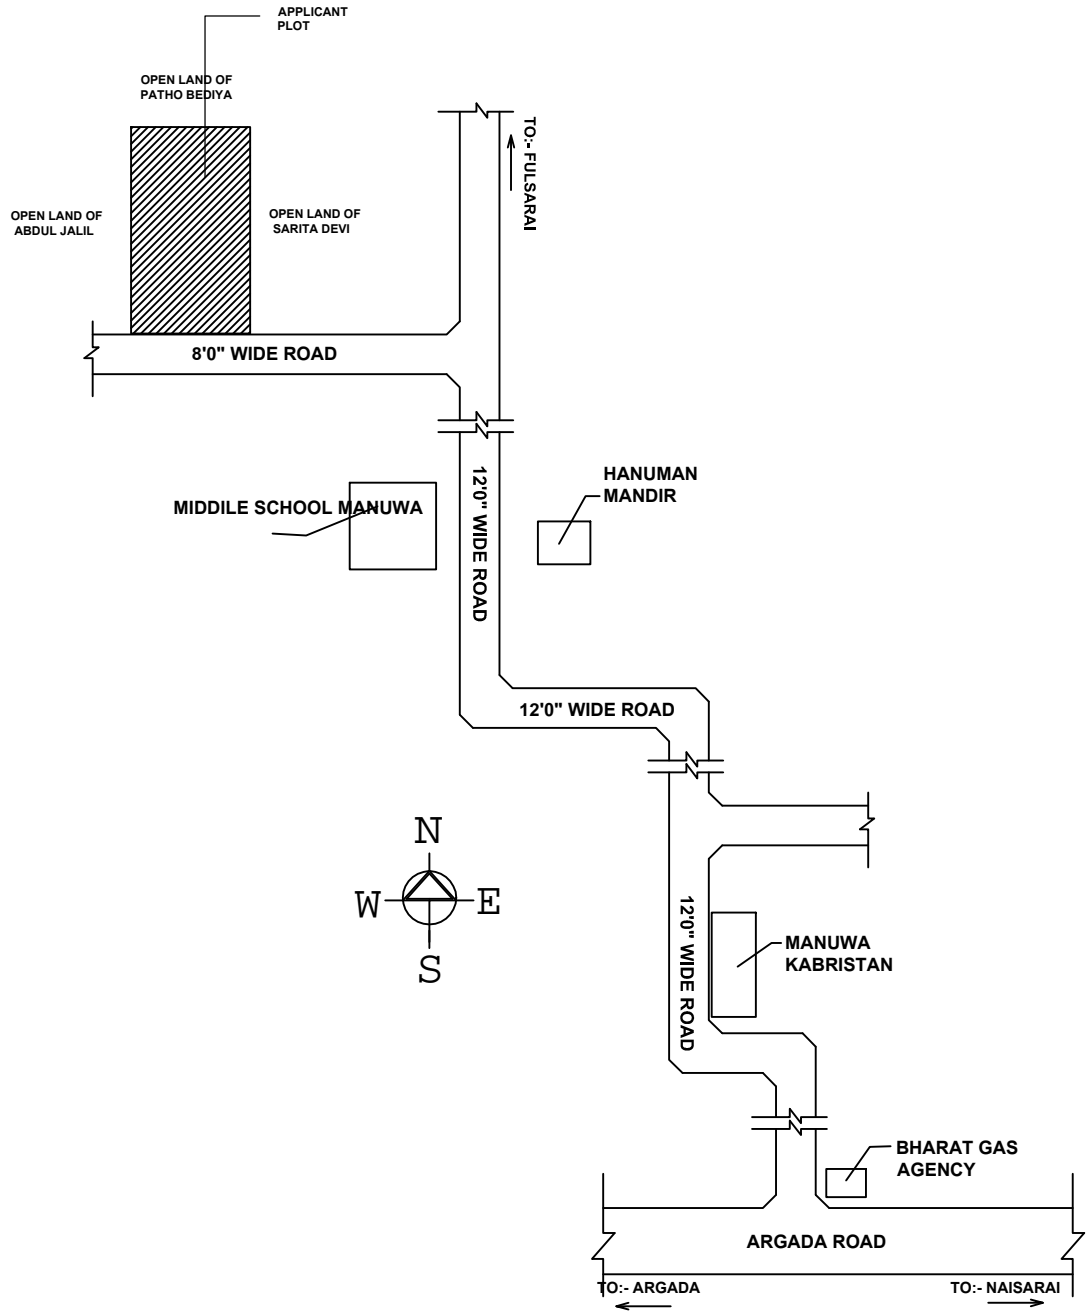 APPLICANT
PLOT
OPEN LAND OF
PATHO BEDIYA
TO:- FULSARAI
OPEN LAND OF
ABDUL JALIL
OPEN LAND OF
SARITA DEVI
8'0" WIDE ROAD
HANUMAN
MANDIR
MIDDILE SCHOOL MANUWA
12'0" WIDE ROAD
12'0" WIDE ROAD
N
W
E
S
12'0" WIDE ROAD
MANUWA
KABRISTAN
BHARAT GAS
AGENCY
ARGADA ROAD
TO:- ARGADA
TO:- NAISARAI